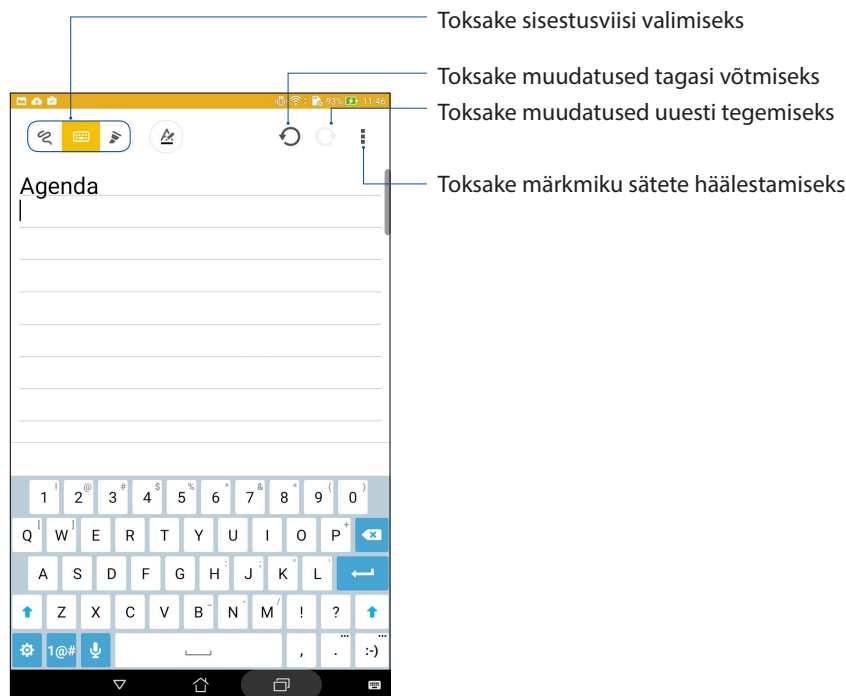 Toksake sisestusviisi valimiseks
Toksake muudatused tagasi võtmiseks
Toksake muudatused uuesti tegemiseks
93% 11:46
Toksake märkmiku sätete häälestamiseks
Agenda
1 ! 2 @ 3 # 4 $ 5 % 6 ^ 7 & 8 * 9 ( 0 )
Q [ W ] E R T Y U I O P +
A S D F G H : J ; K " L '
Z X C V B _ N - M / ! ?
1@# , . ... :-) ...